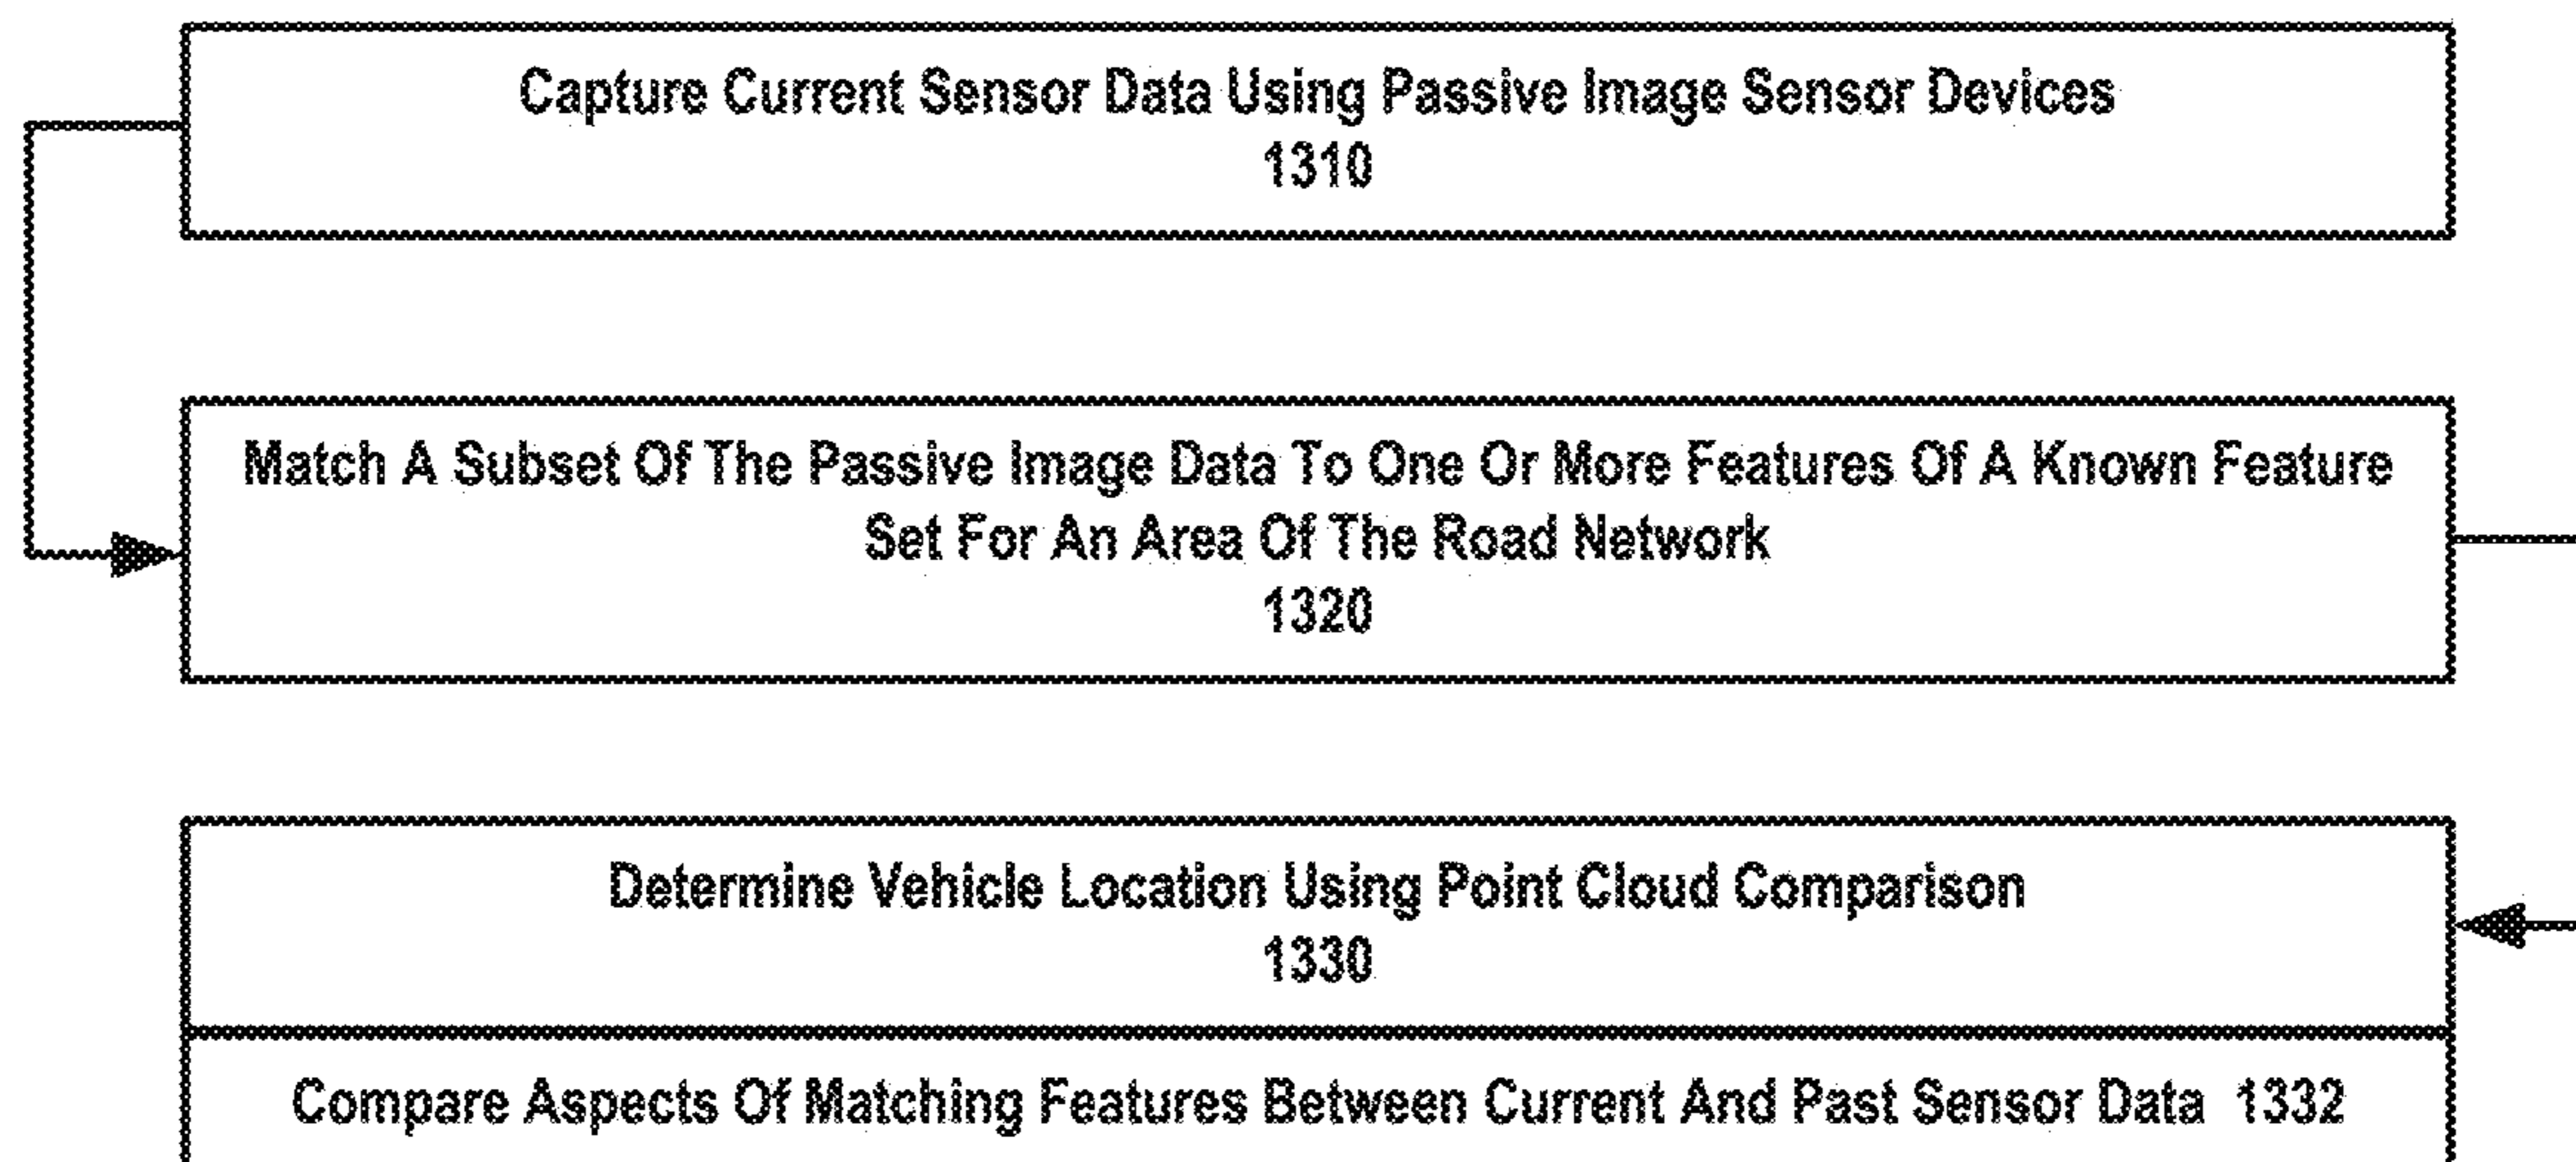 Capture Current Sensor Data Using Passive Image Sensor Devices
1310
Match A Subset Of The Passive Image Data To One Or More Features Of A Known Feature
Set For An Area Of The Road Network
1320
Determine Vehicle Location Using Point Cloud Comparison
1330
Compare Aspects Of Matching Features Between Current And Past Sensor Data 1332